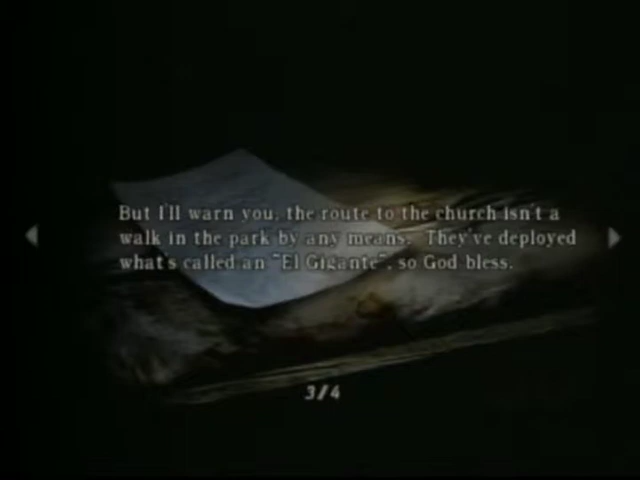 But I'll warn you, the route to the church isn't a
walk in the park by any means. They've deployed
what's called an "El Gigante", so God bless.
3/4